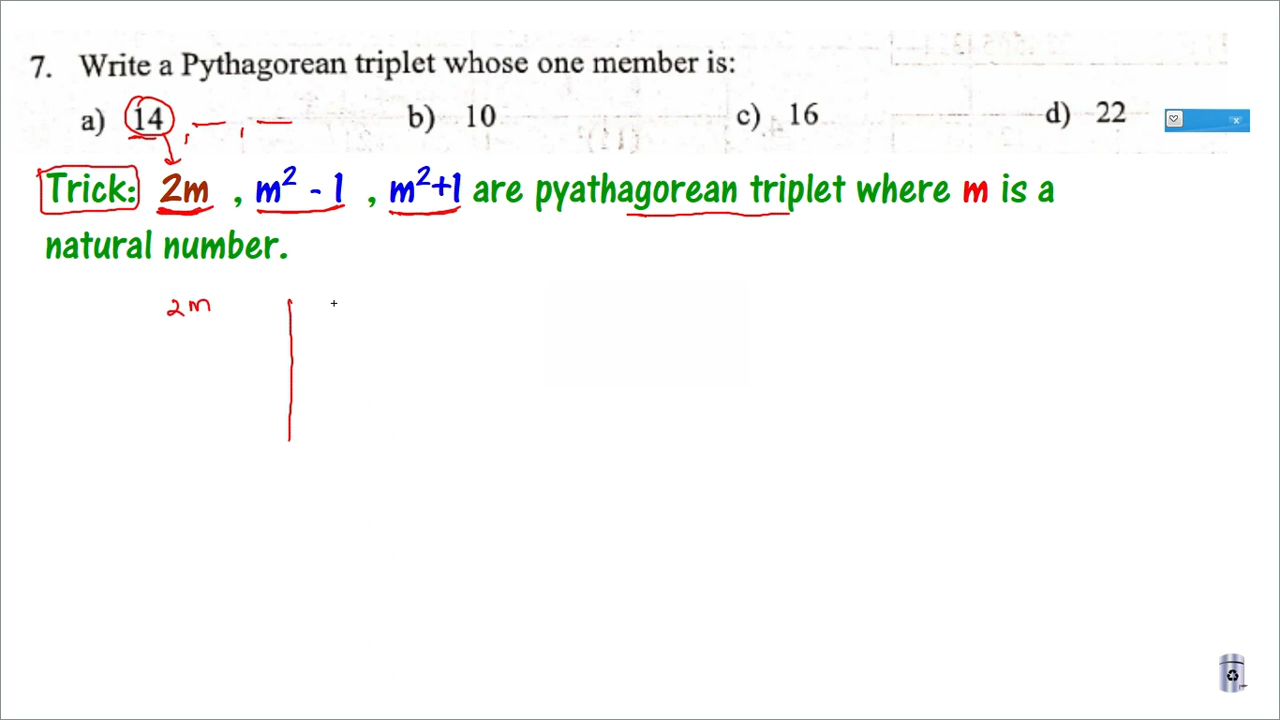 7. Write a Pythagorean triplet whose one member is:
a) 14 , — , — b) 10 c) 16 d) 22
Trick: 2m , m² - 1 , m²+1 are pyathagorean triplet where m is a
natural number.
2m